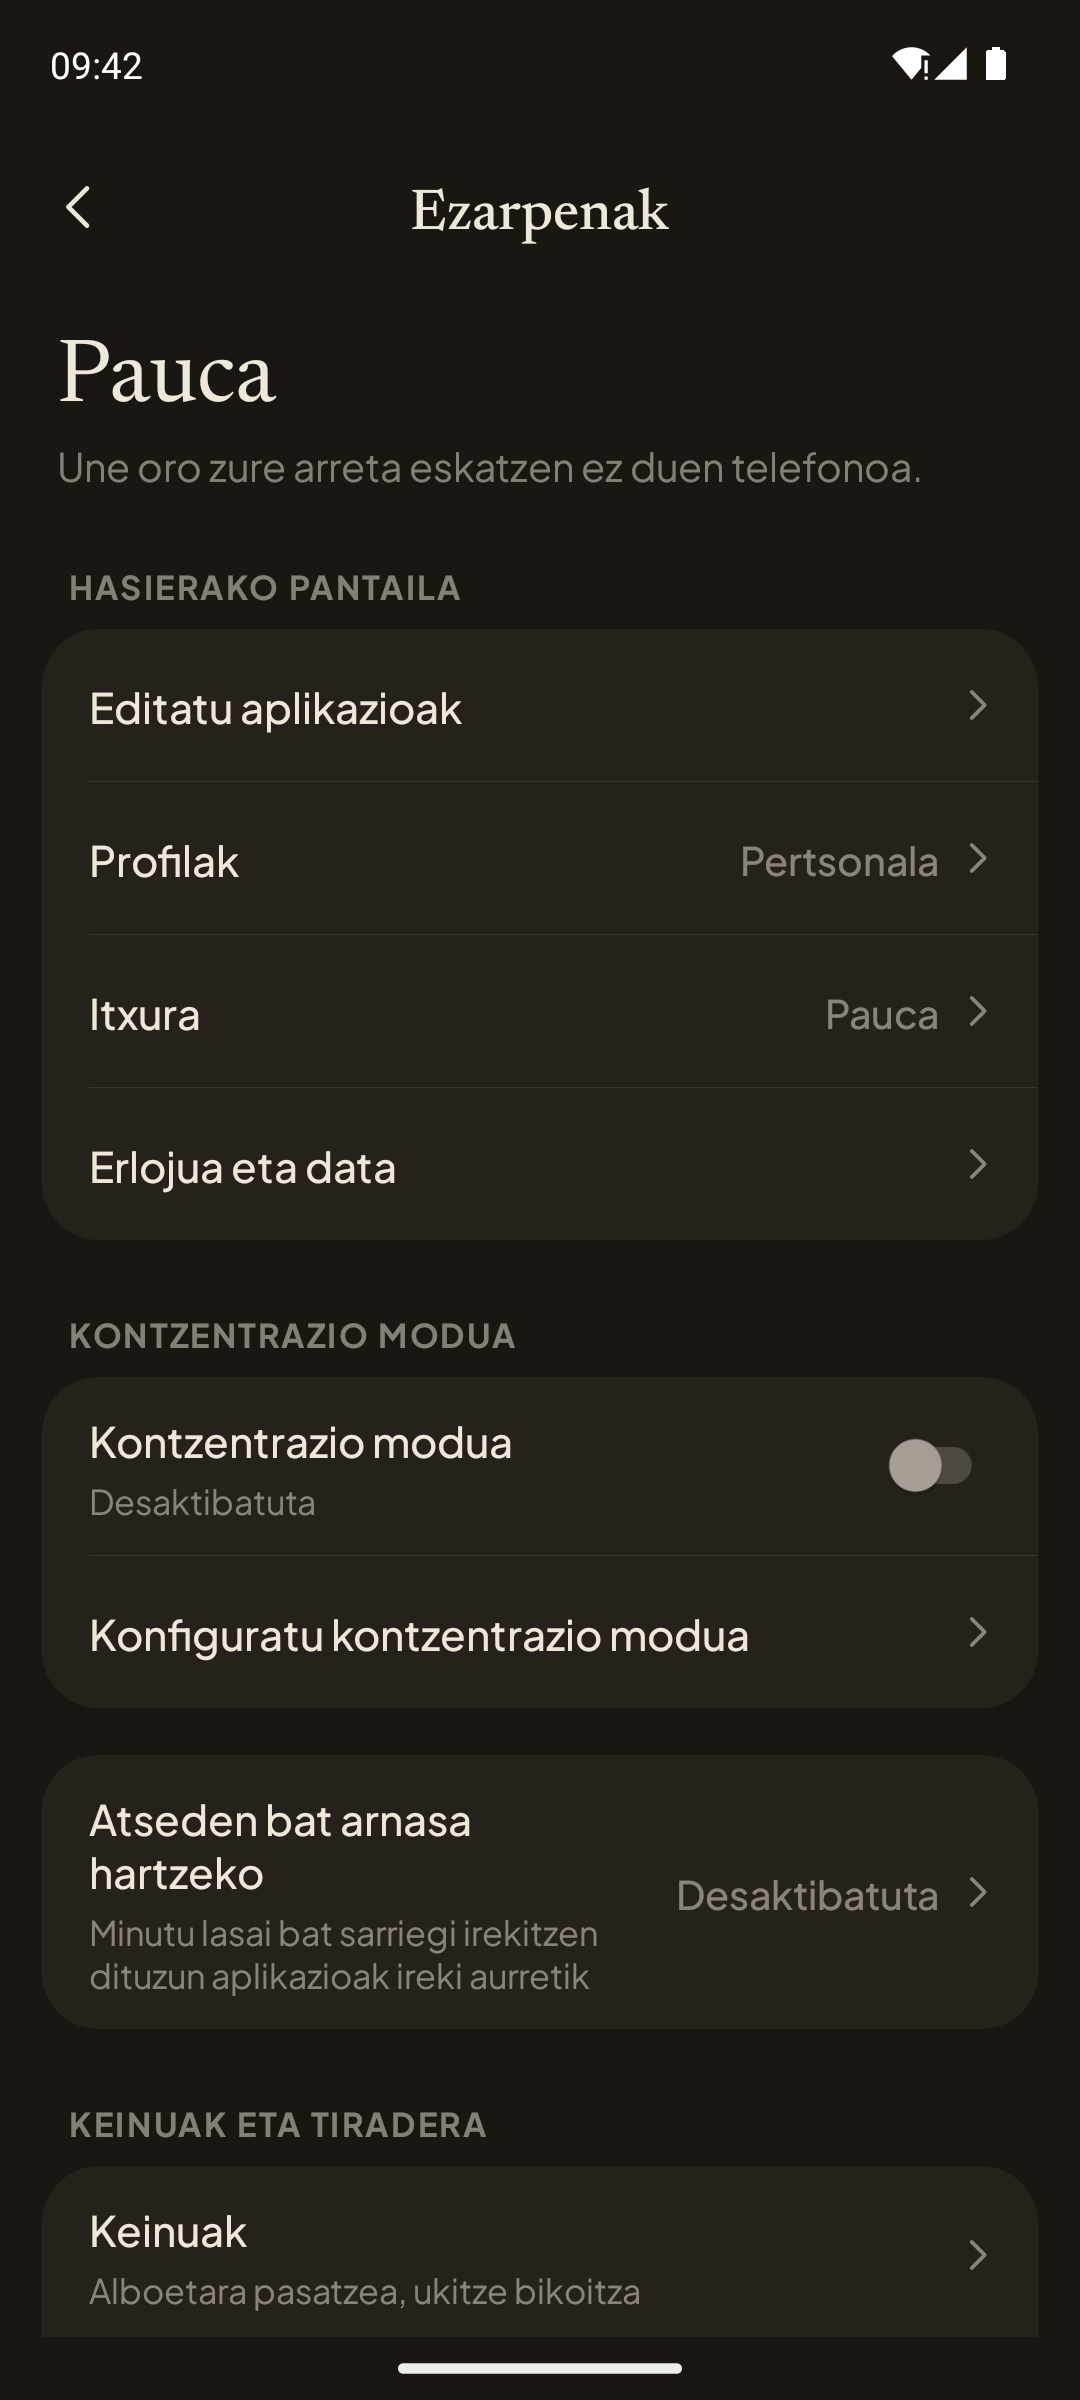 09:42
Ezarpenak
Pauca
Une oro zure arreta eskatzen ez duen telefonoa.
HASIERAKO PANTAILA
Editatu aplikazioak
Profilak Pertsonala
Itxura Pauca
Erlojua eta data
KONTZENTRAZIO MODUA
Kontzentrazio modua
Desaktibatuta
Konfiguratu kontzentrazio modua
Atseden bat arnasa
hartzeko
Desaktibatuta
Minutu lasai bat sarriegi irekitzen
dituzun aplikazioak ireki aurretik
KEINUAK ETA TIRADERA
Keinuak
Alboetara pasatzea, ukitze bikoitza